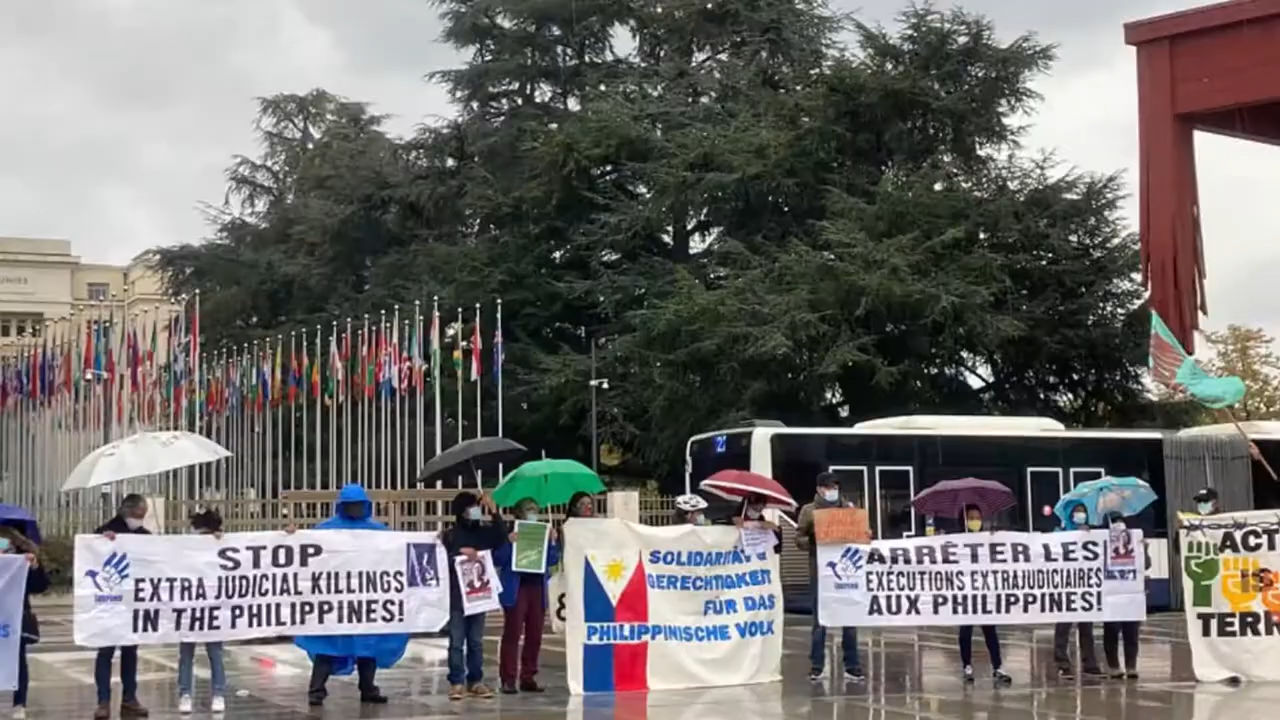 STOP
EXTRA JUDICIAL KILLINGS
IN THE PHILIPPINES!
SOLIDARITÄT
GERECHTIGKEIT
FÜR DAS
PHILIPPINISCHE VOLK
ARRÊTER LES
EXÉCUTIONS EXTRAJUDICIAIRES
AUX PHILIPPINES!
ACT
IS
TERR